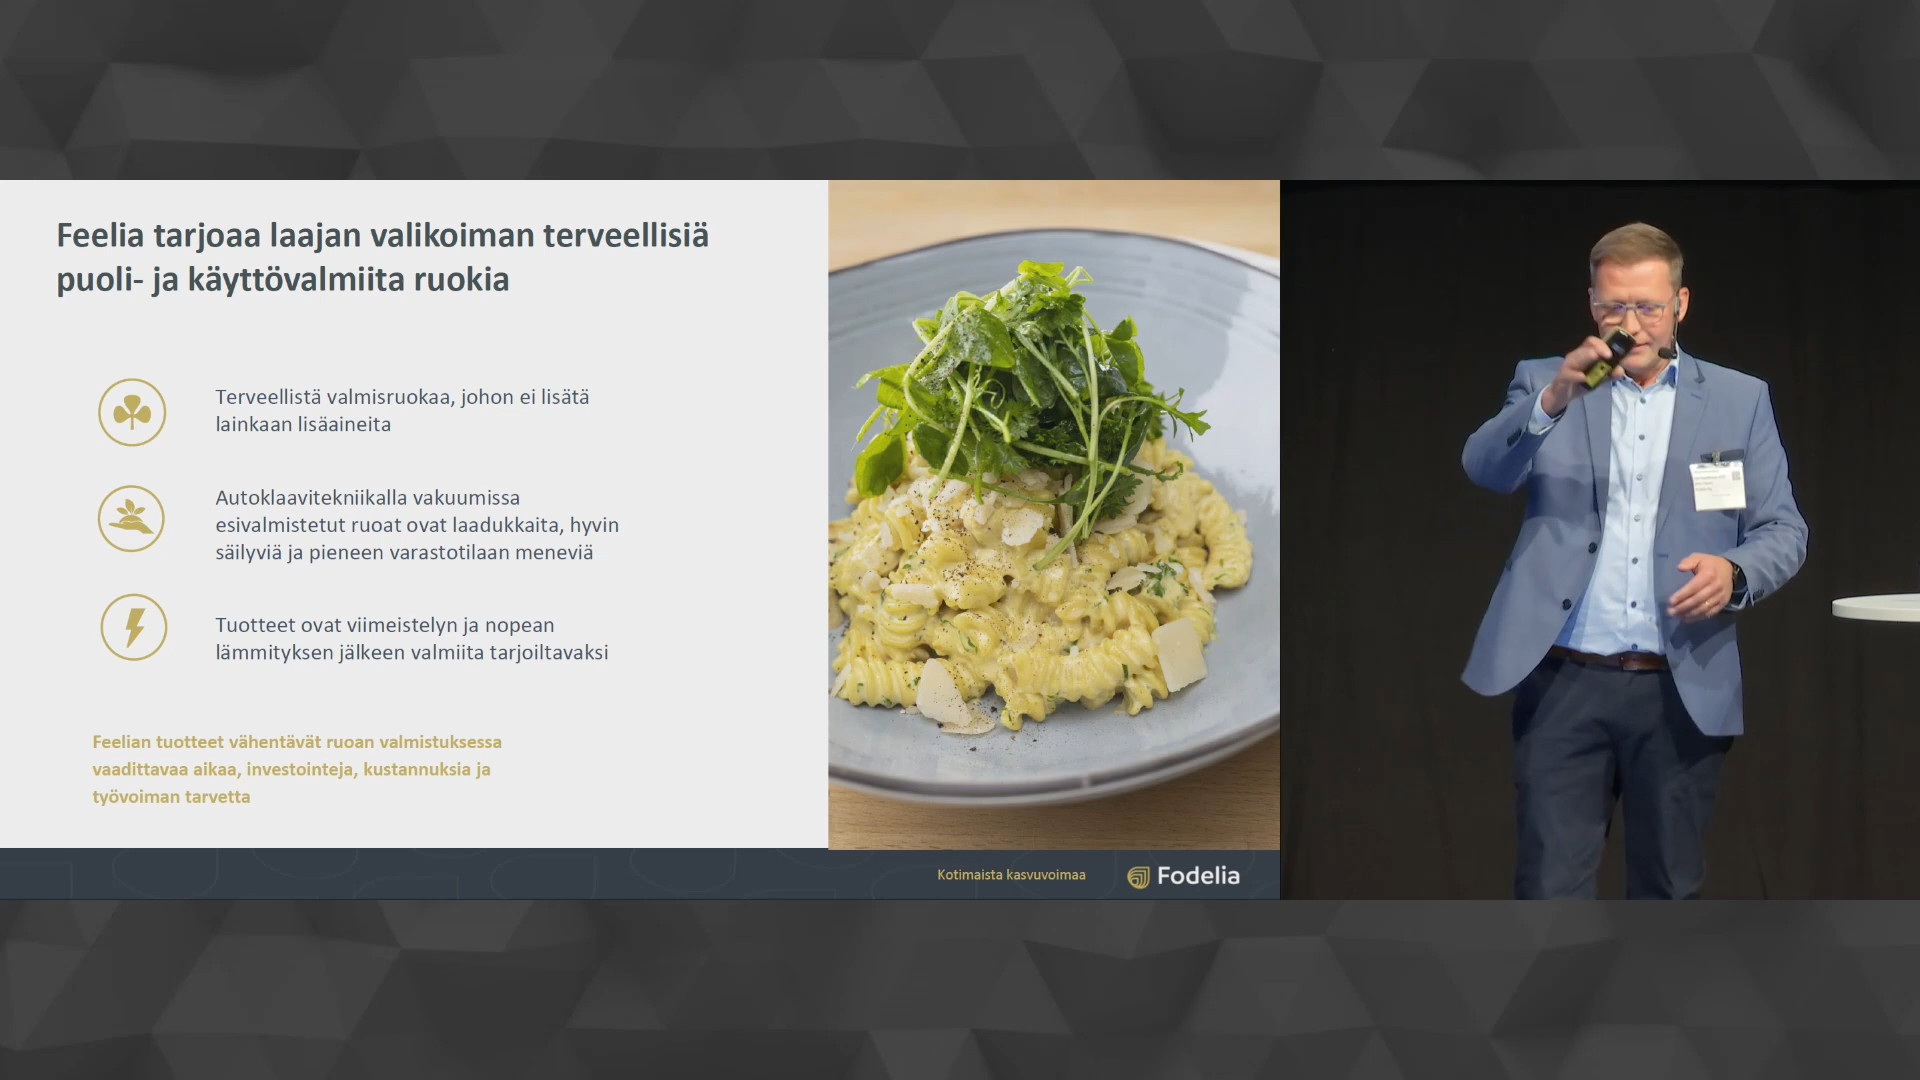 Feelia tarjoaa laajan valikoiman terveellisiä
puoli- ja käyttövalmiita ruokia
Terveellistä valmisruokaa, johon ei lisätä
lainkaan lisäaineita
Autoklaavitekniikalla vakuumissa
esivalmistetut ruoat ovat laadukkaita, hyvin
säilyviä ja pieneen varastotilaan meneviä
Tuotteet ovat viimeistelyn ja nopean
lämmityksen jälkeen valmiita tarjoiltavaksi
Feelian tuotteet vähentävät ruoan valmistuksessa
vaadittavaa aikaa, investointeja, kustannuksia ja
työvoiman tarvetta
Kotimaista kasvuvoimaa
Fodelia